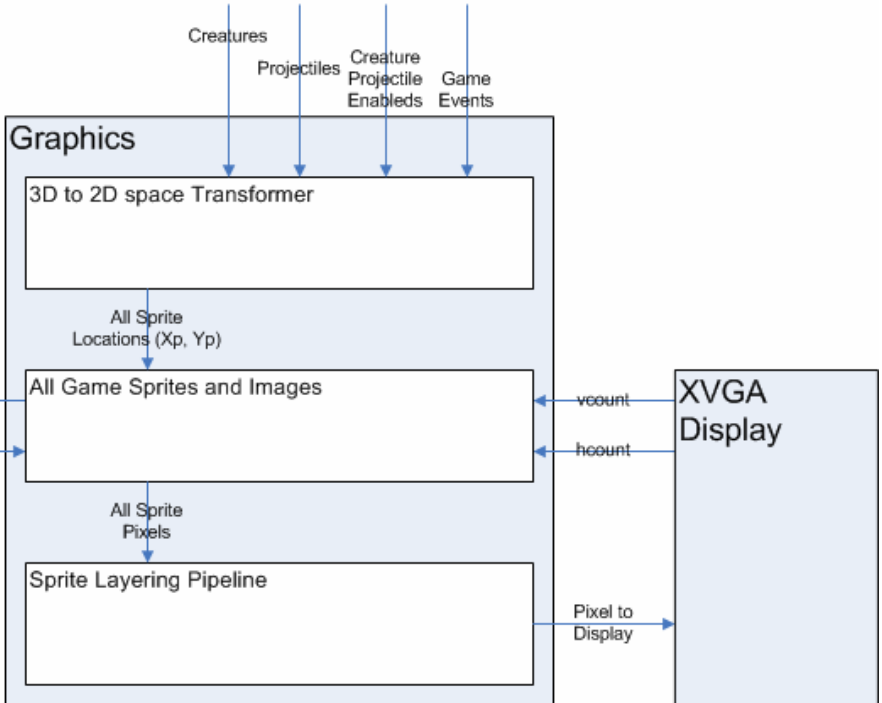 Creatures
Projectiles
Creature
Projectile
Enableds
Game
Events
Graphics
3D to 2D space Transformer
All Sprite
Locations (Xp, Yp)
All Game Sprites and Images
vcount
hcount
XVGA
Display
All Sprite
Pixels
Sprite Layering Pipeline
Pixel to
Display